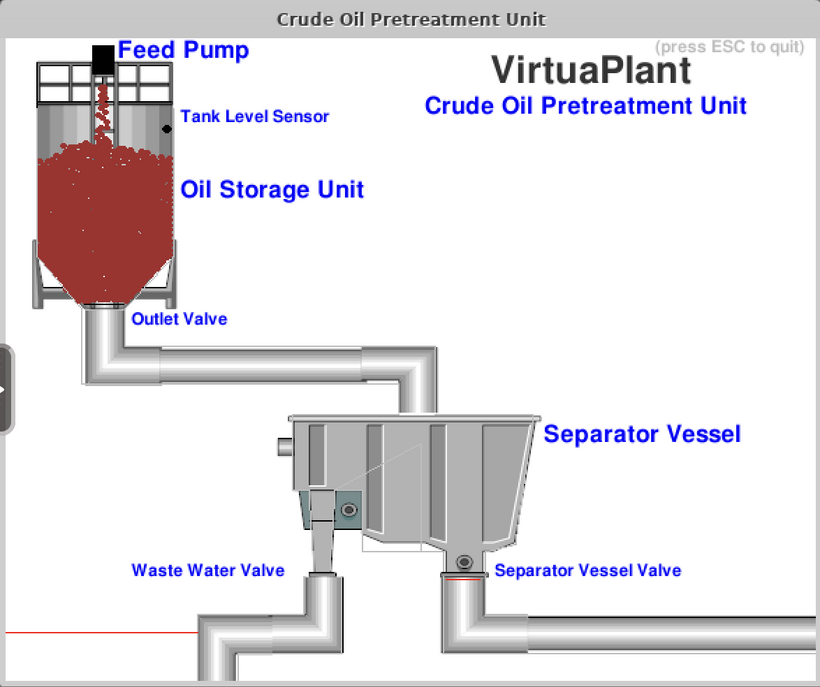 Crude Oil Pretreatment Unit
(press ESC to quit)
Feed Pump
VirtuaPlant
Crude Oil Pretreatment Unit
Tank Level Sensor
Oil Storage Unit
Outlet Valve
Separator Vessel
Waste Water Valve
Separator Vessel Valve